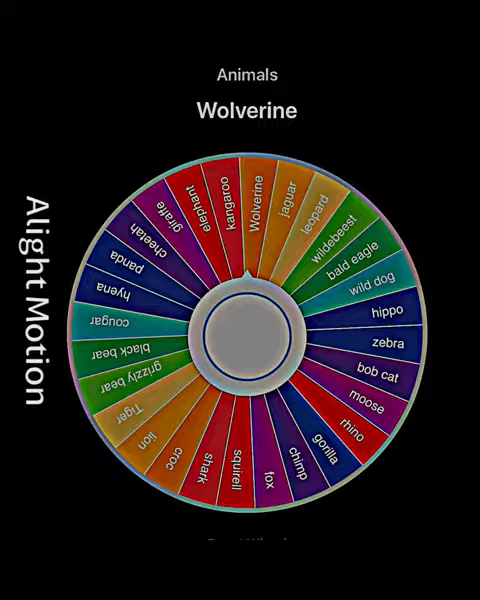 Animals
Wolverine
Alight Motion
Wolverine
jaguar
leopard
wildebeest
bald eagle
wild dog
hippo
zebra
bob cat
moose
rhino
gorilla
chimp
fox
squirell
shark
croc
lion
Tiger
grizzly bear
black bear
cougar
hyena
panda
cheetah
giraffe
elephant
kangaroo